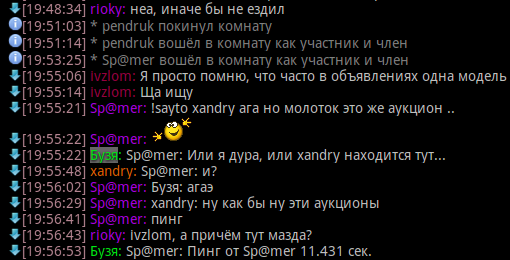 [19:48:34] rloky: неа, иначе бы не ездил
[19:51:03] * pendruk покинул комнату
[19:51:14] * pendruk вошёл в комнату как участник и член
[19:53:25] * Sp@mer вошёл в комнату как участник и член
[19:55:06] ivzlom: Я просто помню, что часто в объявлениях одна модель
[19:55:14] ivzlom: Ща ищу
[19:55:21] Sp@mer: !sayto xandry ага но молоток это же аукцион ..
[19:55:22] Sp@mer:
[19:55:22] Бузя: Sp@mer: Или я дура, или xandry находится тут...
[19:55:48] xandry: Sp@mer: и?
[19:56:02] Sp@mer: Бузя: агаэ
[19:56:29] Sp@mer: xandry: ну как бы ну эти аукционы
[19:56:41] Sp@mer: пинг
[19:56:43] rloky: ivzlom, а причём тут мазда?
[19:56:53] Бузя: Sp@mer: Пинг от Sp@mer 11.431 сек.